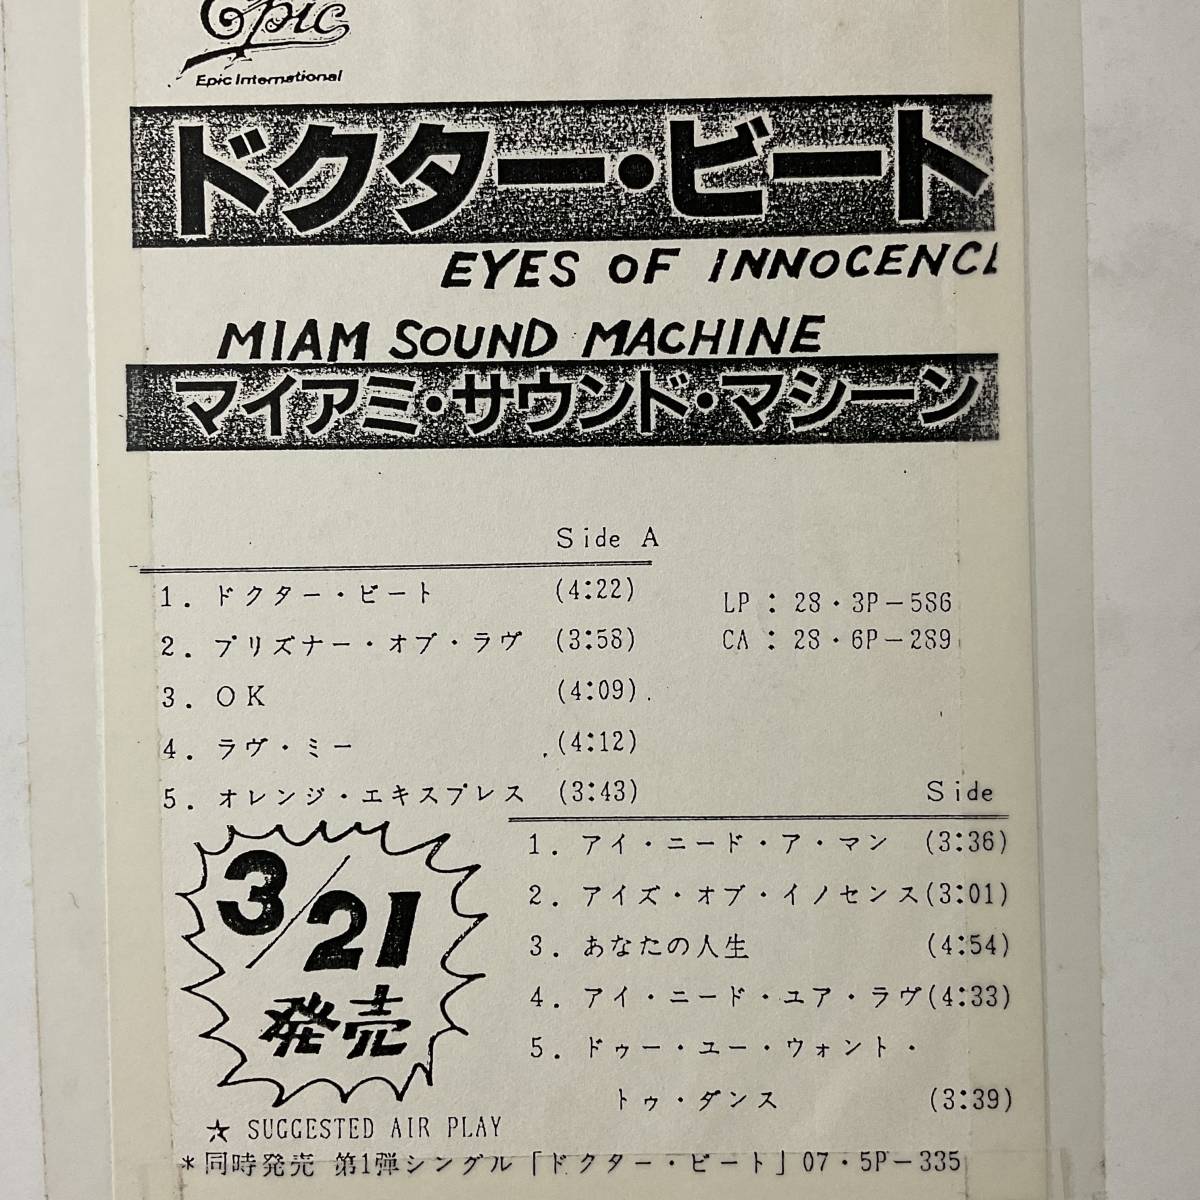 Epic
Epic International
ドクター・ビート
EYES OF INNOCENCE
MIAM SOUND MACHINE
マイアミ・サウンド・マシーン
Side A
1. ドクター・ビート (4:22)
2. プリズナー・オブ・ラヴ (3:58)
3. OK (4:09)
4. ラヴ・ミー (4:12)
5. オレンジ・エキスプレス (3:43)
LP : 28・3P-586
CA : 28・6P-289
Side
1. アイ・ニード・ア・マン (3:36)
2. アイズ・オブ・イノセンス(3:01)
3. あなたの人生 (4:54)
4. アイ・ニード・ユア・ラヴ(4:33)
5. ドゥー・ユー・ウォント・
トゥ・ダンス (3:39)
3/21
発売
☆ SUGGESTED AIR PLAY
*同時発売 第1弾シングル「ドクター・ビート」07・5P-335